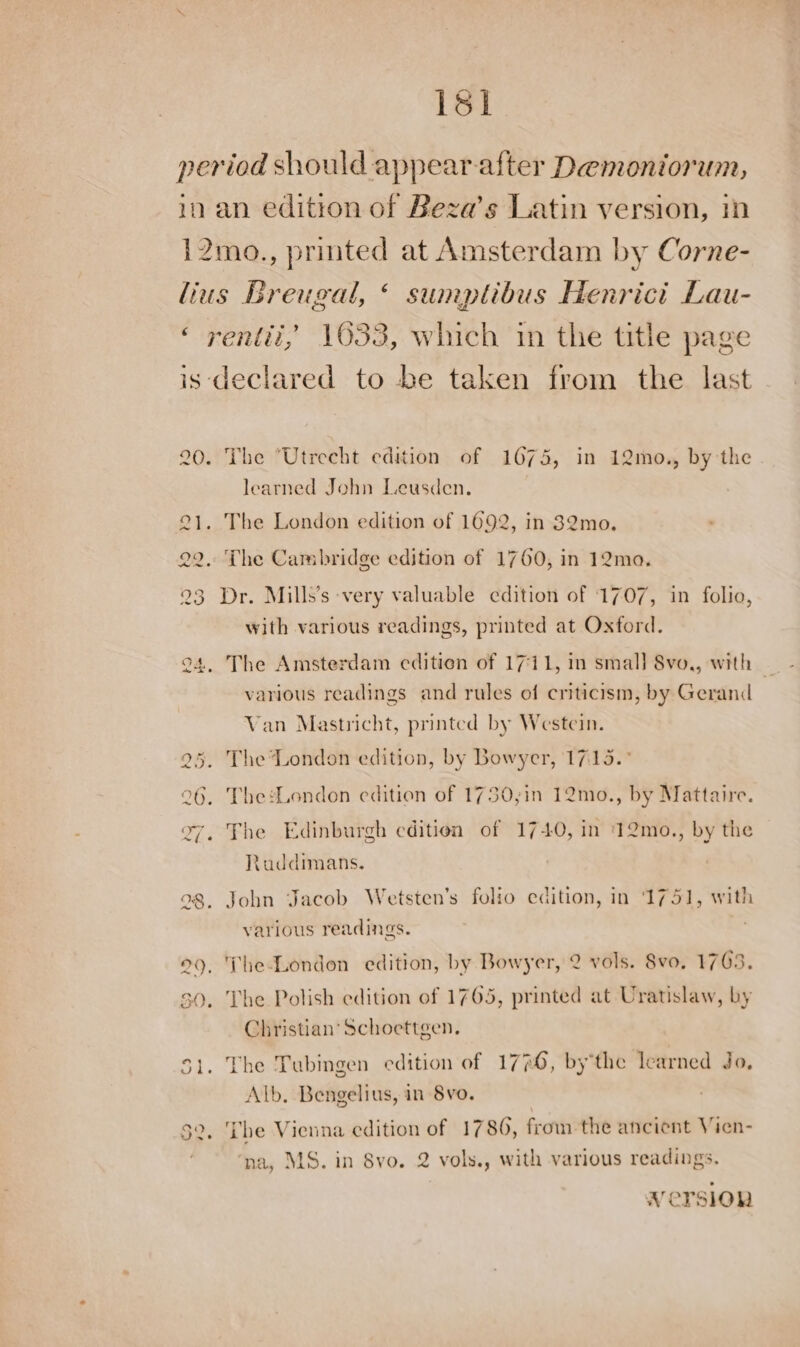 181
period should appear after Dæmoniorum,
in an edition of Beza's Latin version, in
12mo., printed at Amsterdam by Corne-
lius Breugal, ‘ sumptibus Henrici Lau-
‘ rentii,’ 1633, which in the title page
is declared to be taken from the last
20. The Utrecht edition of 1675, in 12mo., by the
learned John Leusden.
21. The London edition of 1692, in 32mo.
22. The Cambridge edition of 1760, in 12mo.
23 Dr. Mills's very valuable edition of 1707, in folio,
with various readings, printed at Oxford.
24. The Amsterdam edition of 1711, in small 8vo., with
various readings and rules of criticism, by Gerand
Van Mastricht, printed by Westein.
25. The London edition, by Bowyer, 1715.
26. The London edition of 1730, in 12mo., by Mattaire.
27. The Edinburgh edition of 1740, in 12mo., by the
Ruddimans.
28. John Jacob Wetsten's folio edition, in 1751, with
various readings.
29. The London edition, by Bowyer, 2 vols. 8vo. 1763.
30. The Polish edition of 1765, printed at Uratislaw, by
Christian Schoettgen.
31. The Tubingen edition of 1776, by the learned Jo.
Alb. Bengelius, in 8vo.
32. The Vienna edition of 1786, from the ancient Vien-
na, MS. in 8vo. 2 vols., with various readings.
version